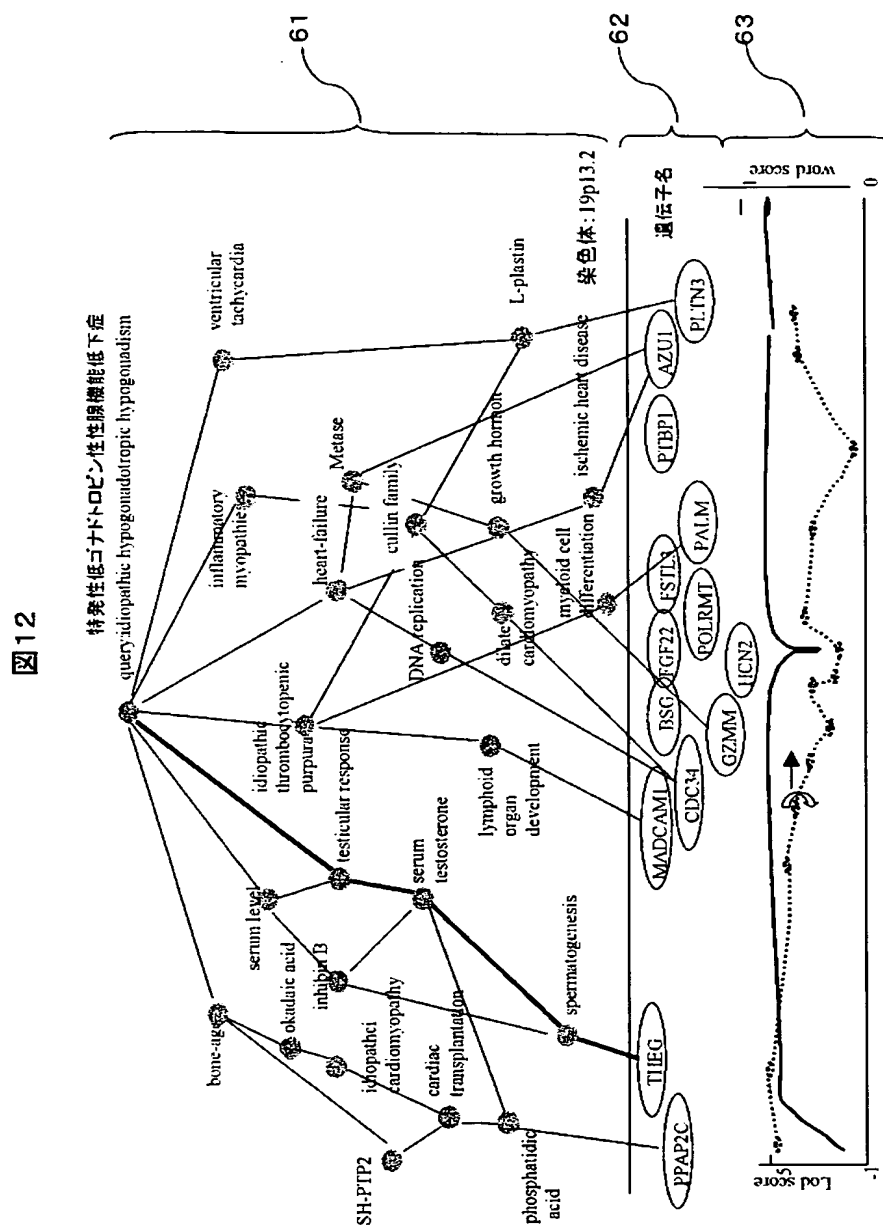 図12
特発性低ゴナドトロピン性性腺機能低下症
query:idiopathic hypogonadotropic hypogonadism
61
ventricular
tachycardia
bone-age
inflammatory
myopathies
serum level
okadaic acid
heart-failure
Metase
idiopathic
thrombocytopenic
purpura
testicular response
inhibin B
idiopathci
cardiomyopathy
cullin family
DNA replication
serum
testosterone
cardiac
transplantation
SH-PTP2
L-plastin
growth hormon
dilate
cardiomyopathy
lymphoid
organ
development
phosphatidic
acid
ischemic heart disease
myeloid cell
differentiation
spermatogenesis
染色体:19p13.2
62
遺伝子名
PPAP2C
THEG
MADCAM1
CDC34
GZMM
BSG
FGF22
HCN2
FSTL3
POLRMT
PALM
PTBP1
AZU1
PLTN3
63
Lod score
5
-1
word score
1
0